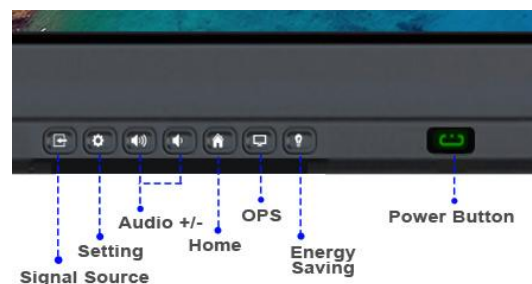 Audio +/-
OPS
Power Button
Setting
Home
Energy
Saving
Signal Source